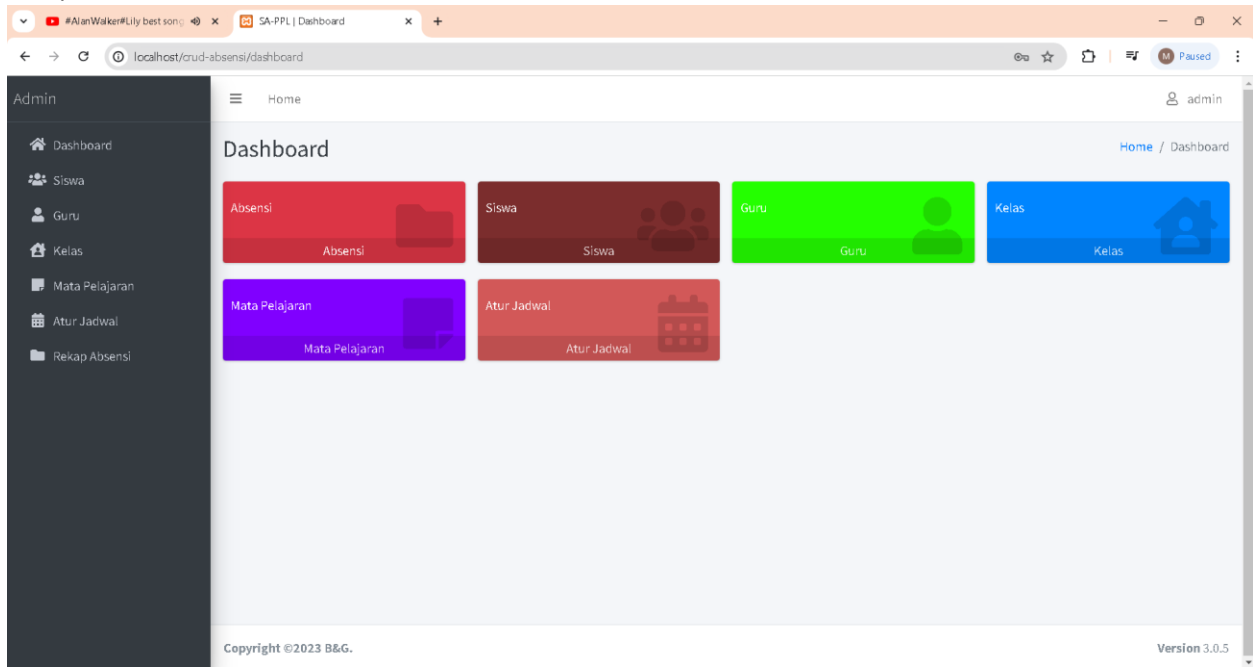 #AlanWalker#Lily best song
SA-PPL | Dashboard
localhost/crud-absensi/dashboard
M Paused
Admin
Home
admin
Dashboard
Siswa
Guru
Kelas
Mata Pelajaran
Atur Jadwal
Rekap Absensi
Dashboard
Home / Dashboard
Absensi
Absensi
Siswa
Siswa
Guru
Guru
Kelas
Kelas
Mata Pelajaran
Mata Pelajaran
Atur Jadwal
Atur Jadwal
Copyright ©2023 B&G.
Version 3.0.5